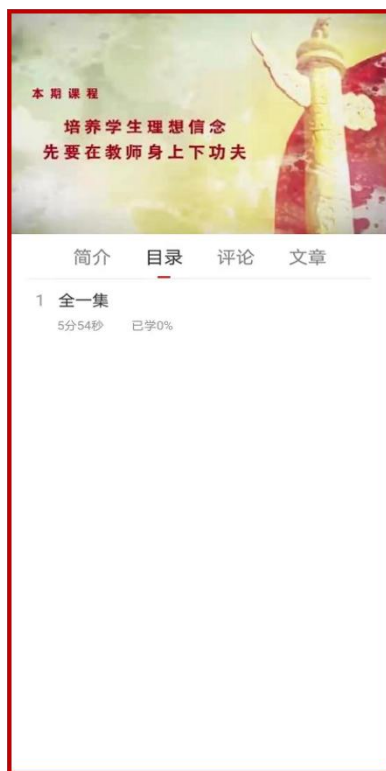 本期课程
培养学生理想信念
先要在教师身上下功夫
简介 目录 评论 文章
1 全一集
5分54秒 已学0%